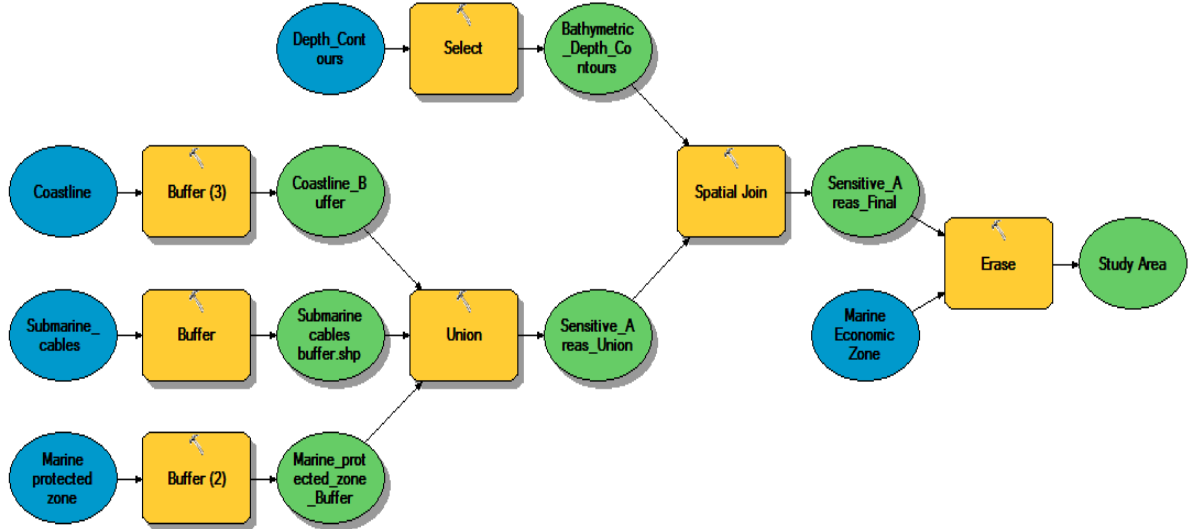 Depth_Cont
ours
Select
Bathymetric
_Depth_Co
ntours
Coastline
Buffer (3)
Coastline_B
uffer
Spatial Join
Sensitive_A
reas_Final
Erase
Study Area
Submarine_
cables
Buffer
Submarine
cables
buffer.shp
Union
Sensitive_A
reas_Union
Marine
Economic
Zone
Marine
protected
zone
Buffer (2)
Marine_prot
ected_zone
_Buffer